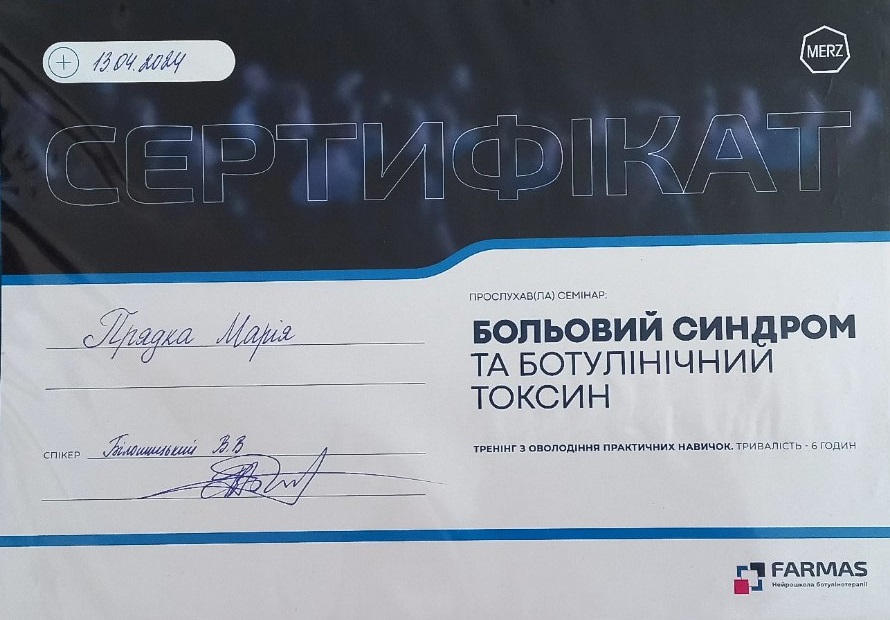 13.04.2024
MERZ
СЕРТИФІКАТ
ПРОСЛУХАВ(ЛА) СЕМІНАР:
БОЛЬОВИЙ СИНДРОМ
ТА БОТУЛІНІЧНИЙ
ТОКСИН
ТРЕНІНГ З ОВОЛОДІННЯ ПРАКТИЧНИХ НАВИЧОК. ТРИВАЛІСТЬ - 6 ГОДИН
Прядка Марія
СПІКЕР Білошицький В.В
FARMAS
Нейрошкола ботулінотерапії